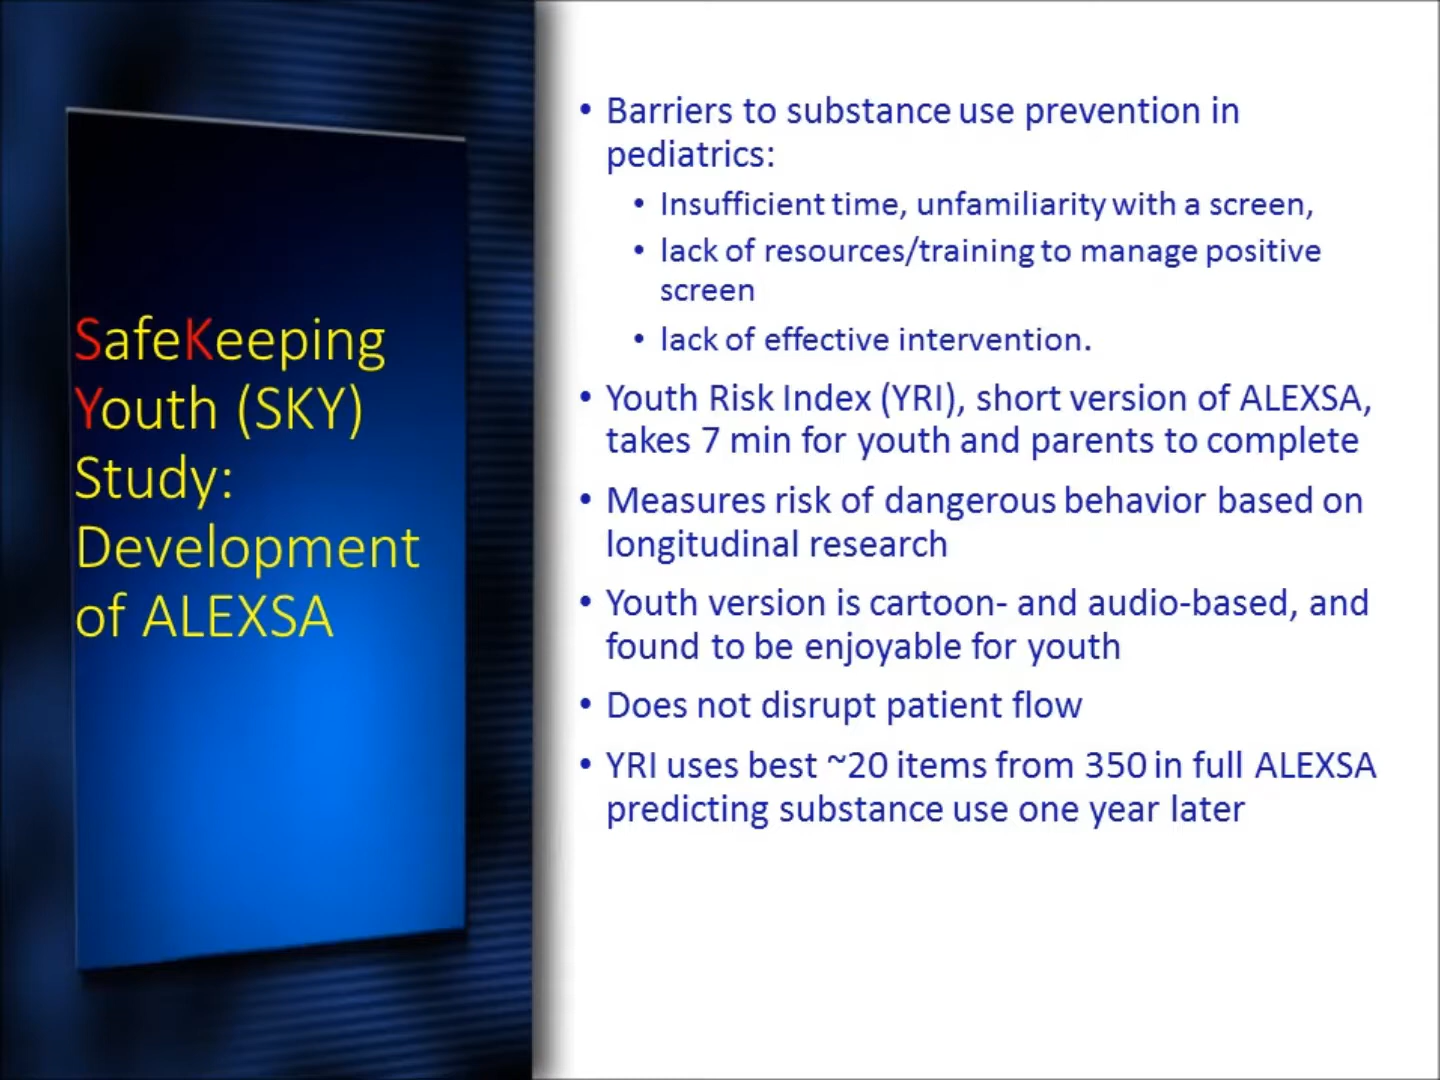 SafeKeeping
Youth (SKY)
Study:
Development
of ALEXSA
• Barriers to substance use prevention in
pediatrics:
• Insufficient time, unfamiliarity with a screen,
• lack of resources/training to manage positive
screen
• lack of effective intervention.
• Youth Risk Index (YRI), short version of ALEXSA,
takes 7 min for youth and parents to complete
• Measures risk of dangerous behavior based on
longitudinal research
• Youth version is cartoon- and audio-based, and
found to be enjoyable for youth
• Does not disrupt patient flow
• YRI uses best ~20 items from 350 in full ALEXSA
predicting substance use one year later